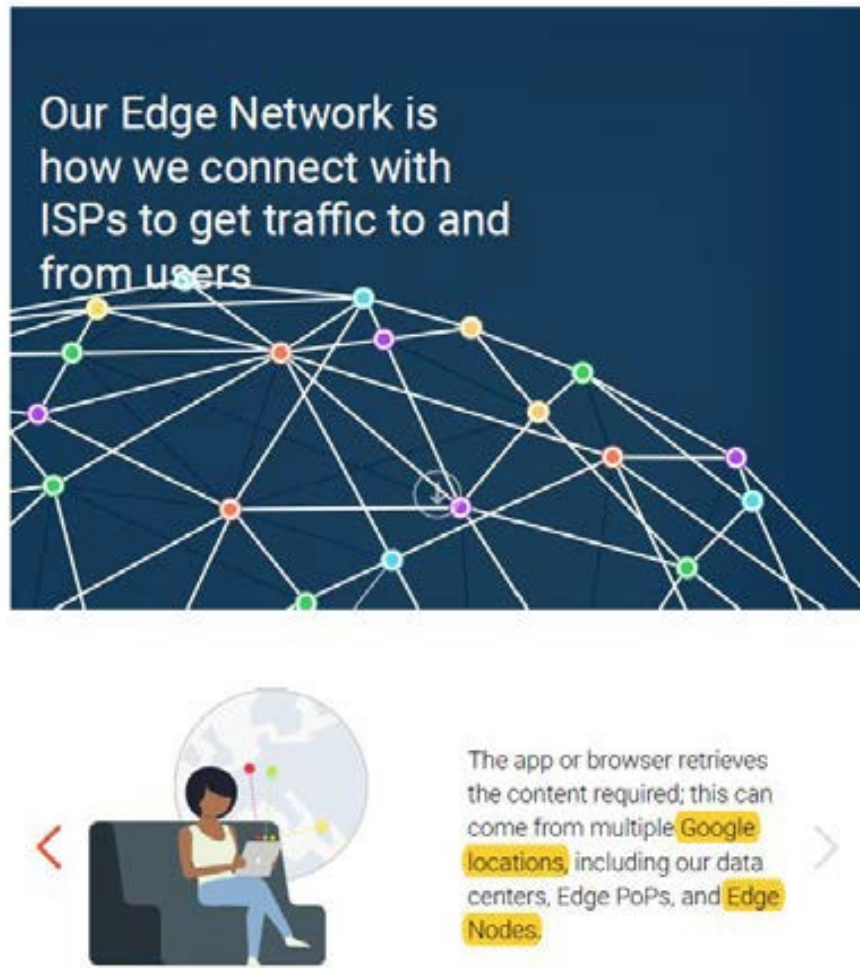 Our Edge Network is
how we connect with
ISPs to get traffic to and
from users
The app or browser retrieves
the content required; this can
come from multiple Google
locations, including our data
centers, Edge PoPs, and Edge
Nodes.